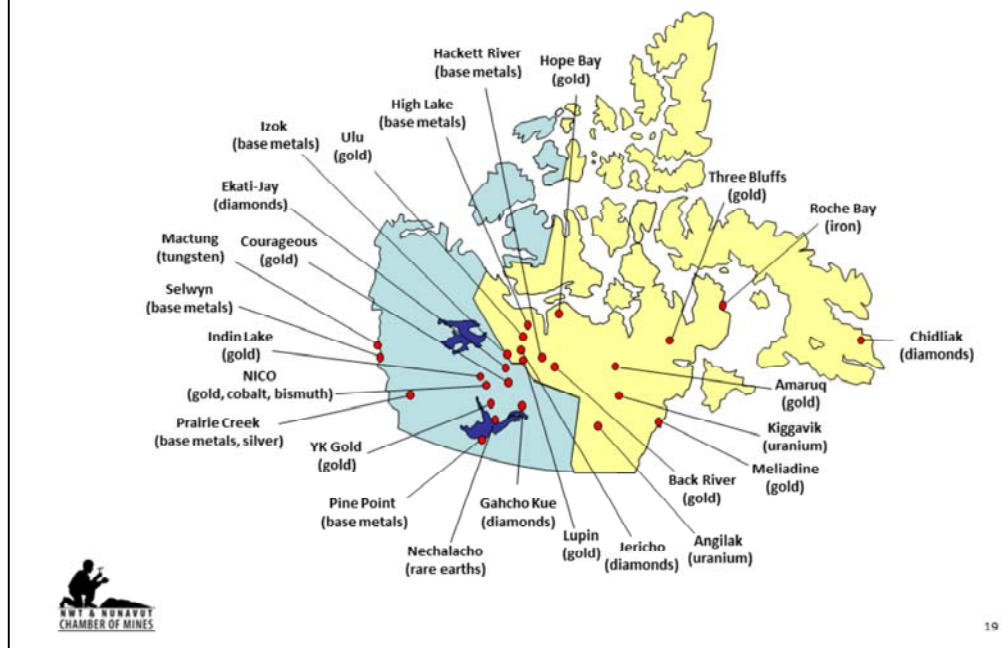 Hackett River
(base metals)
Hope Bay
(gold)
High Lake
(base metals)
Izok
(base metals)
Ulu
(gold)
Ekati-Jay
(diamonds)
Three Bluffs
(gold)
Roche Bay
(iron)
Mactung
(tungsten)
Courageous
(gold)
Selwyn
(base metals)
Indin Lake
(gold)
Chidliak
(diamonds)
NICO
(gold, cobalt, bismuth)
Amaruq
(gold)
Prairie Creek
(base metals, silver)
Kiggavik
(uranium)
YK Gold
(gold)
Meliadine
(gold)
Back River
(gold)
Pine Point
(base metals)
Gahcho Kue
(diamonds)
Lupin
(gold)
Jericho
(diamonds)
Angilak
(uranium)
Nechalacho
(rare earths)
NWT & NUNAVUT
CHAMBER OF MINES
19